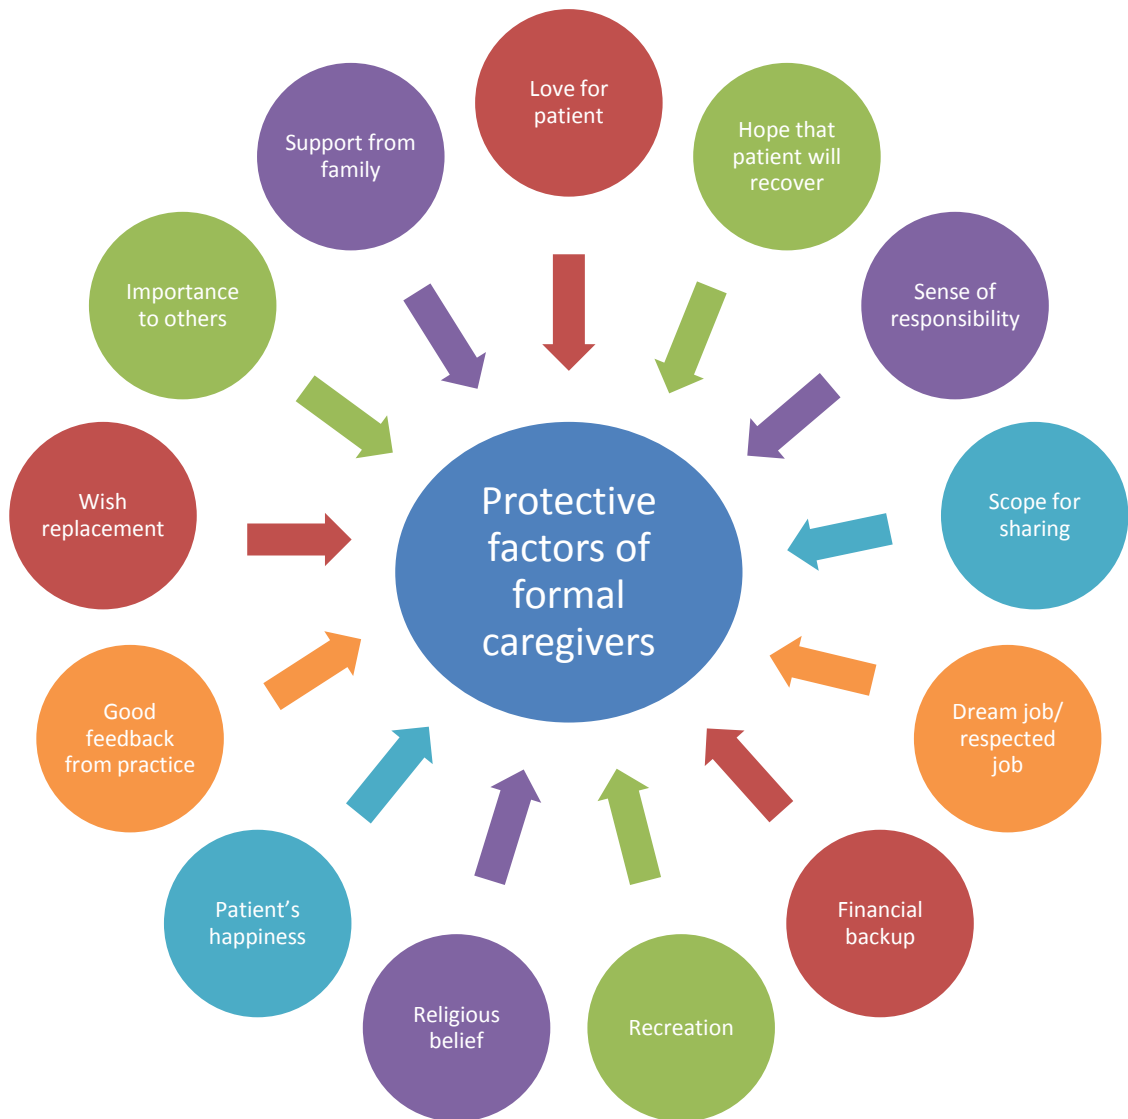 Love for
patient
Hope that
patient will
recover
Sense of
responsibility
Scope for
sharing
Dream job/
respected
job
Financial
backup
Recreation
Religious
belief
Patient’s
happiness
Good
feedback
from practice
Wish
replacement
Importance
to others
Support from
family
Protective
factors of
formal
caregivers